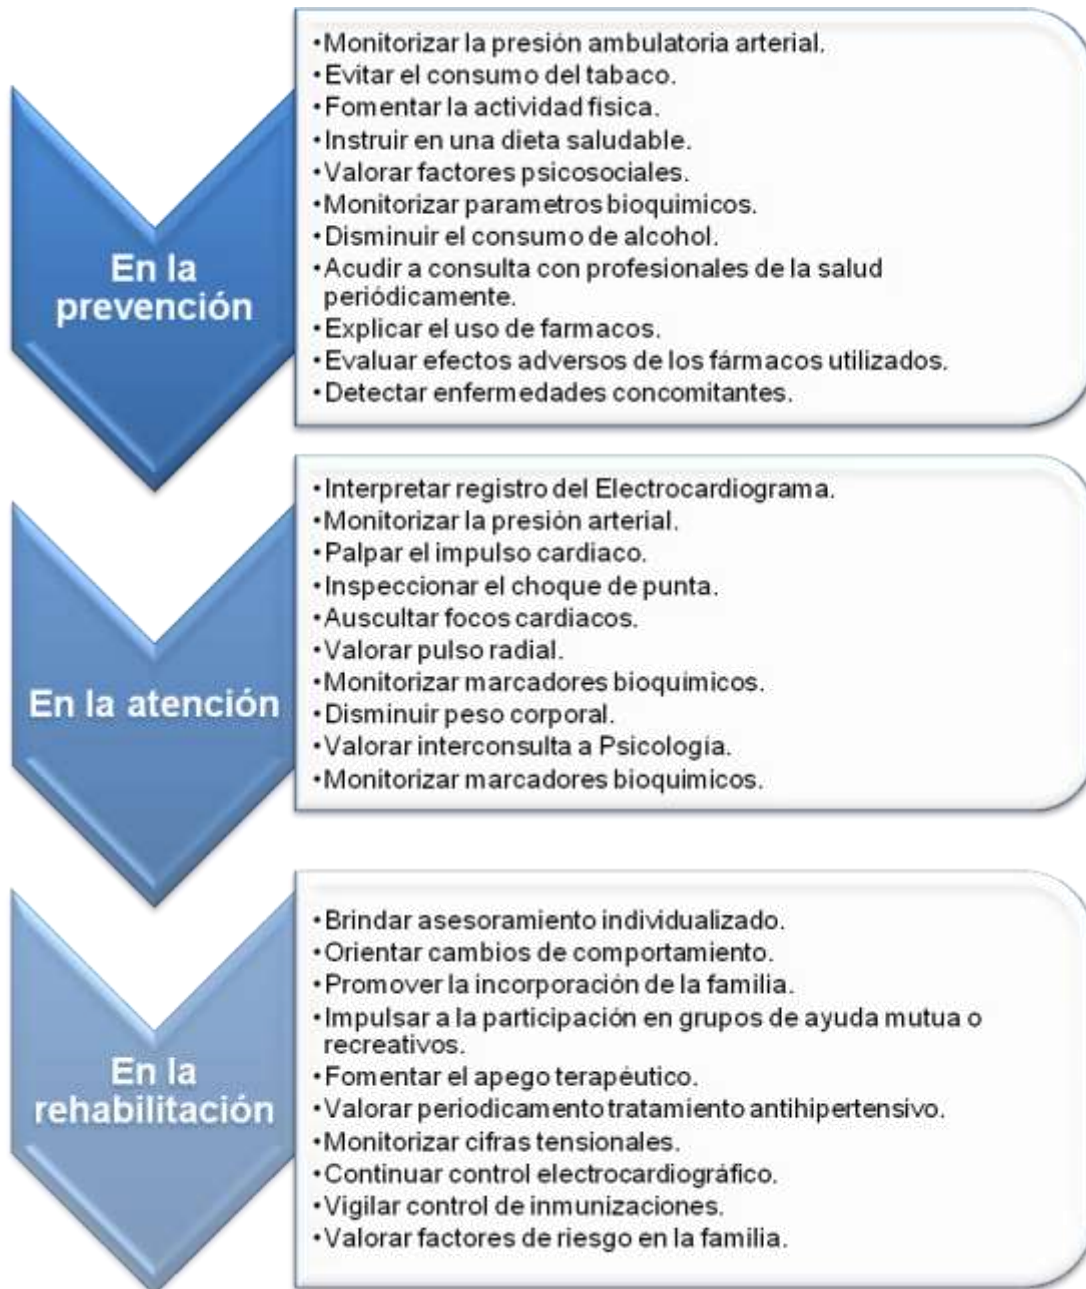 En la
prevención
•Monitorizar la presión ambulatoria arterial.
•Evitar el consumo del tabaco.
•Fomentar la actividad fisica.
•Instruir en una dieta saludable.
•Valorar factores psicosociales.
•Monitorizar parametros bioquimicos.
•Disminuir el consumo de alcohol.
•Acudir a consulta con profesionales de la salud
periódicamente.
•Explicar el uso de farmacos.
•Evaluar efectos adversos de los fármacos utilizados.
•Detectar enfermedades concomitantes.
En la atención
•Interpretar registro del Electrocardiograma.
•Monitorizar la presión arterial.
•Palpar el impulso cardiaco.
•Inspeccionar el choque de punta.
•Auscultar focos cardiacos.
•Valorar pulso radial.
•Monitorizar marcadores bioquímicos.
•Disminuir peso corporal.
•Valorar interconsulta a Psicología.
•Monitorizar marcadores bioquimicos.
En la
rehabilitación
•Brindar asesoramiento individualizado.
•Orientar cambios de comportamiento.
•Promover la incorporación de la familia.
•Impulsar a la participación en grupos de ayuda mutua o
recreativos.
•Fomentar el apego terapéutico.
•Valorar periodicamento tratamiento antihipertensivo.
•Monitorizar cifras tensionales.
•Continuar control electrocardiográfico.
•Vigilar control de inmunizaciones.
•Valorar factores de riesgo en la familia.